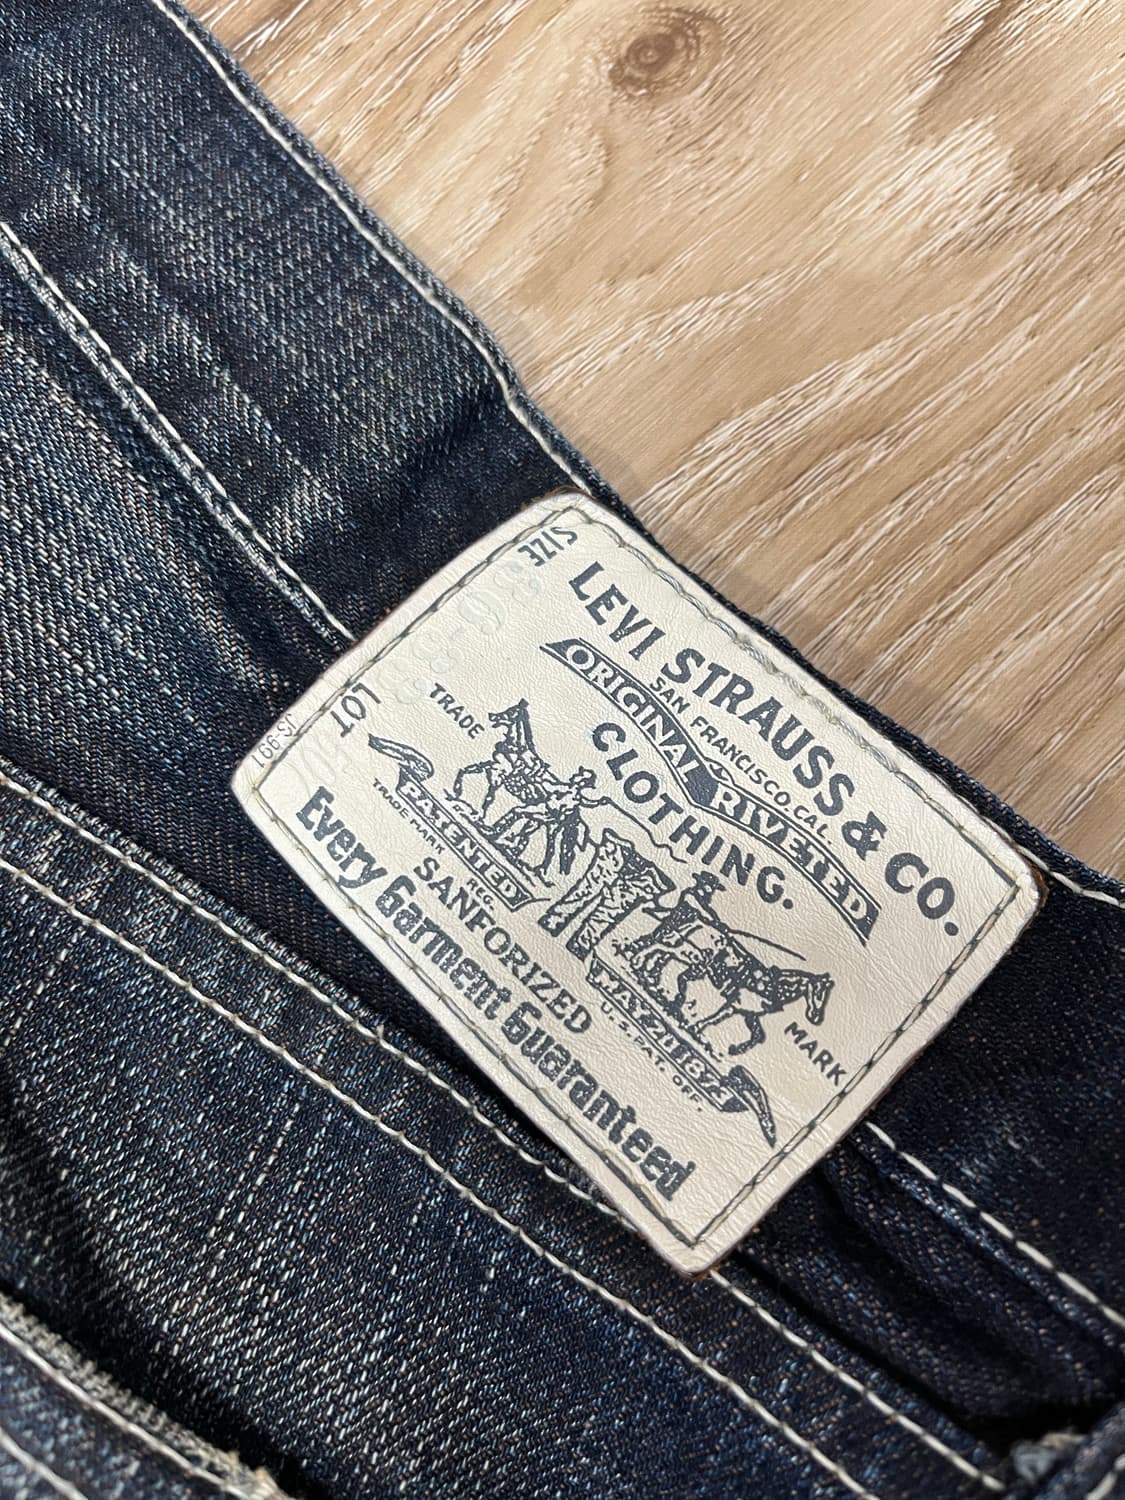 LEVI STRAUSS & CO.
SAN FRANCISCO.CAL.
ORIGINAL RIVETED
CLOTHING.
TRADE
MARK
PATENTED
MAY 20 1873
TRADE MARK
REG.
U.S. PAT. OFF.
SANFORIZED
Every Garment Guaranteed
SIZE
LOT